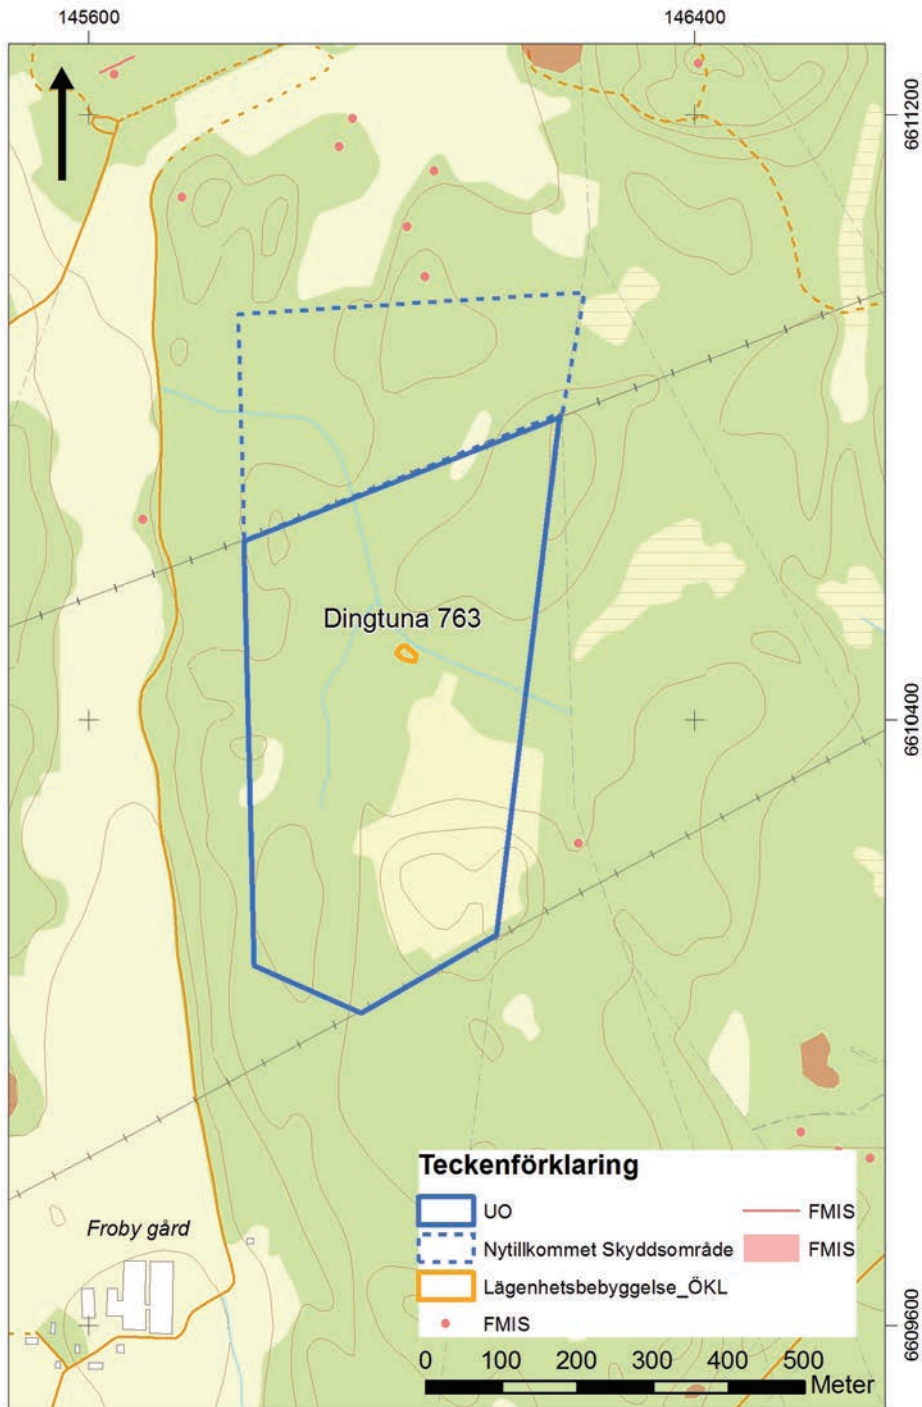 145600
146400
6611200
Dingtuna 763
6610400
Froby gård
Teckenförklaring
UO
FMIS
Nytillkommet Skyddsområde
FMIS
Lägenhetsbebyggelse_ÖKL
FMIS
6609600
0 100 200 300 400 500
Meter